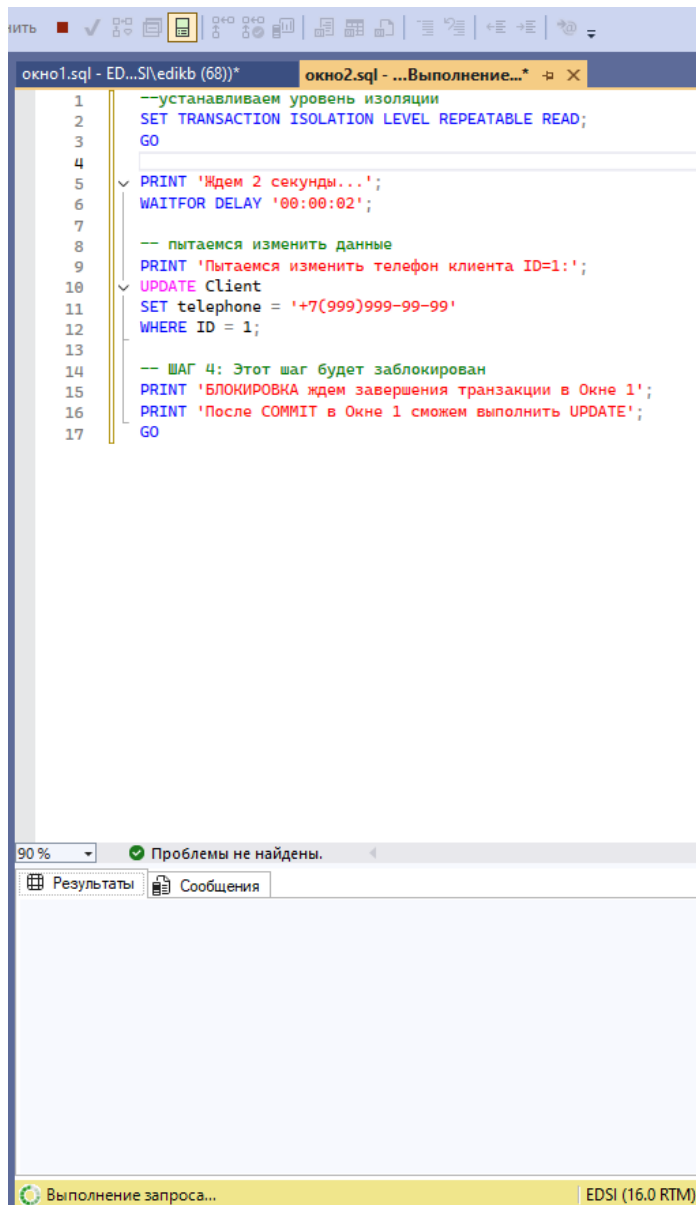 нить
окно1.sql - ED...SI\edikb (68))*
окно2.sql - ...Выполнение...*
1 --устанавливаем уровень изоляции
2 SET TRANSACTION ISOLATION LEVEL REPEATABLE READ;
3 GO
4
5 PRINT 'Ждем 2 секунды...';
6 WAITFOR DELAY '00:00:02';
7
8 -- пытаемся изменить данные
9 PRINT 'Пытаемся изменить телефон клиента ID=1:';
10 UPDATE Client
11 SET telephone = '+7(999)999-99-99'
12 WHERE ID = 1;
13
14 -- ШАГ 4: Этот шаг будет заблокирован
15 PRINT 'БЛОКИРОВКА ждем завершения транзакции в Окне 1';
16 PRINT 'После COMMIT в Окне 1 сможем выполнить UPDATE';
17 GO
90 %
Проблемы не найдены.
Результаты
Сообщения
Выполнение запроса...
EDSI (16.0 RTM)